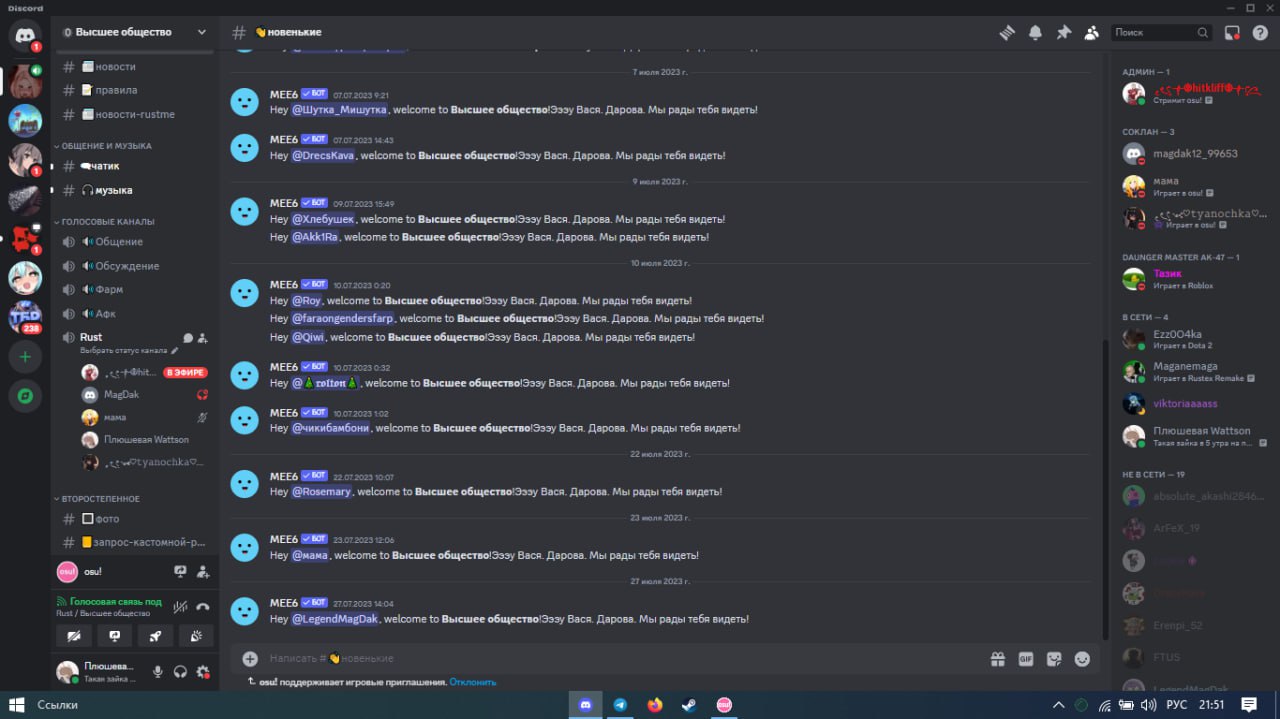 Discord
Высшее общество
новости
правила
новости-rustme
ОБЩЕНИЕ И МУЗЫКА
чатик
музыка
ГОЛОСОВЫЕ КАНАЛЫ
Общение
Обсуждение
Фарм
Афк
Rust
Выбрать статус канала
В ЭФИРЕ
MagDak
мама
Плюшевая Wattson
ВТОРОСТЕПЕННОЕ
фото
запрос-кастомной-р...
osu!
Голосовая связь под
Rust / Высшее общество
Плюшева...
Такая зайка ...
1
1
1
238
# новенькие
Поиск
7 июля 2023 г.
MEE6 ✓ БОТ 07.07.2023 9:21
Hey @Шутка_Мишутка, welcome to Высшее общество!Эээу Вася. Дарова. Мы рады тебя видеть!
MEE6 ✓ БОТ 07.07.2023 14:43
Hey @DrecsKava, welcome to Высшее общество!Эээу Вася. Дарова. Мы рады тебя видеть!
9 июля 2023 г.
MEE6 ✓ БОТ 09.07.2023 15:49
Hey @Хлебушек, welcome to Высшее общество!Эээу Вася. Дарова. Мы рады тебя видеть!
Hey @Akk1Ra, welcome to Высшее общество!Эээу Вася. Дарова. Мы рады тебя видеть!
10 июля 2023 г.
MEE6 ✓ БОТ 10.07.2023 0:20
Hey @Roy, welcome to Высшее общество!Эээу Вася. Дарова. Мы рады тебя видеть!
Hey @faraongendersfarp, welcome to Высшее общество!Эээу Вася. Дарова. Мы рады тебя видеть!
Hey @Qiwi, welcome to Высшее общество!Эээу Вася. Дарова. Мы рады тебя видеть!
MEE6 ✓ БОТ 10.07.2023 0:32
Hey , welcome to Высшее общество!Эээу Вася. Дарова. Мы рады тебя видеть!
MEE6 ✓ БОТ 10.07.2023 1:02
Hey @чикибамбони, welcome to Высшее общество!Эээу Вася. Дарова. Мы рады тебя видеть!
22 июля 2023 г.
MEE6 ✓ БОТ 22.07.2023 10:07
Hey @Rosemary, welcome to Высшее общество!Эээу Вася. Дарова. Мы рады тебя видеть!
23 июля 2023 г.
MEE6 ✓ БОТ 23.07.2023 12:06
Hey @мама, welcome to Высшее общество!Эээу Вася. Дарова. Мы рады тебя видеть!
27 июля 2023 г.
MEE6 ✓ БОТ 27.07.2023 14:04
Hey @LegendMagDak, welcome to Высшее общество!Эээу Вася. Дарова. Мы рады тебя видеть!
Написать # новенькие
GIF
osu! поддерживает игровые приглашения. Отклонить
АДМИН — 1
Стримит osu!
СОКЛАН — 3
magdak12_99653
мама
Играет в osu!
tyanochka
Играет в osu!
DAUNGER MASTER AK-47 — 1
Тазик
Играет в Roblox
В СЕТИ — 4
EzzOO4ka
Играет в Dota 2
Maganemaga
Играет в Rustex Remake
viktoriaaaass
Плюшевая Wattson
Такая зайка в 5 утра на п...
НЕ В СЕТИ — 19
absolute_akashi2846...
ArFeX_19
Erenpi_52
FTUS
LegendMagDak
Ссылки
РУС
21:51